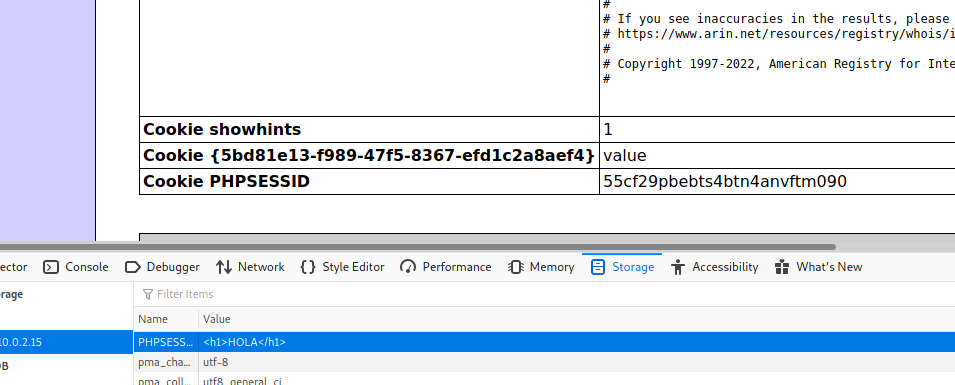 #
# If you see inaccuracies in the results, please
# https://www.arin.net/resources/registry/whois/i
#
# Copyright 1997-2022, American Registry for Inte
#
Cookie showhints 1
Cookie {5bd81e13-f989-47f5-8367-efd1c2a8aef4} value
Cookie PHPSESSID 55cf29pbebts4btn4anvftm090
ector Console Debugger Network Style Editor Performance Memory Storage Accessibility What's New
rage Filter Items
Name Value
10.0.2.15 PHPSESS... <h1>HOLA</h1>
DB pma_cha... utf-8
pma_coll... utf8_general_ci